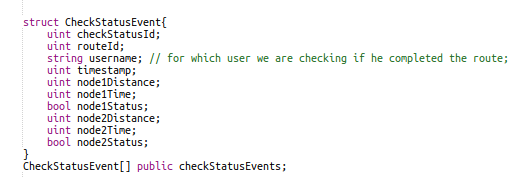 struct CheckStatusEvent{
uint checkStatusId;
uint routeId;
string username; // for which user we are checking if he completed the route;
uint timestamp;
uint node1Distance;
uint node1Time;
bool node1Status;
uint node2Distance;
uint node2Time;
bool node2Status;
}
CheckStatusEvent[] public checkStatusEvents;